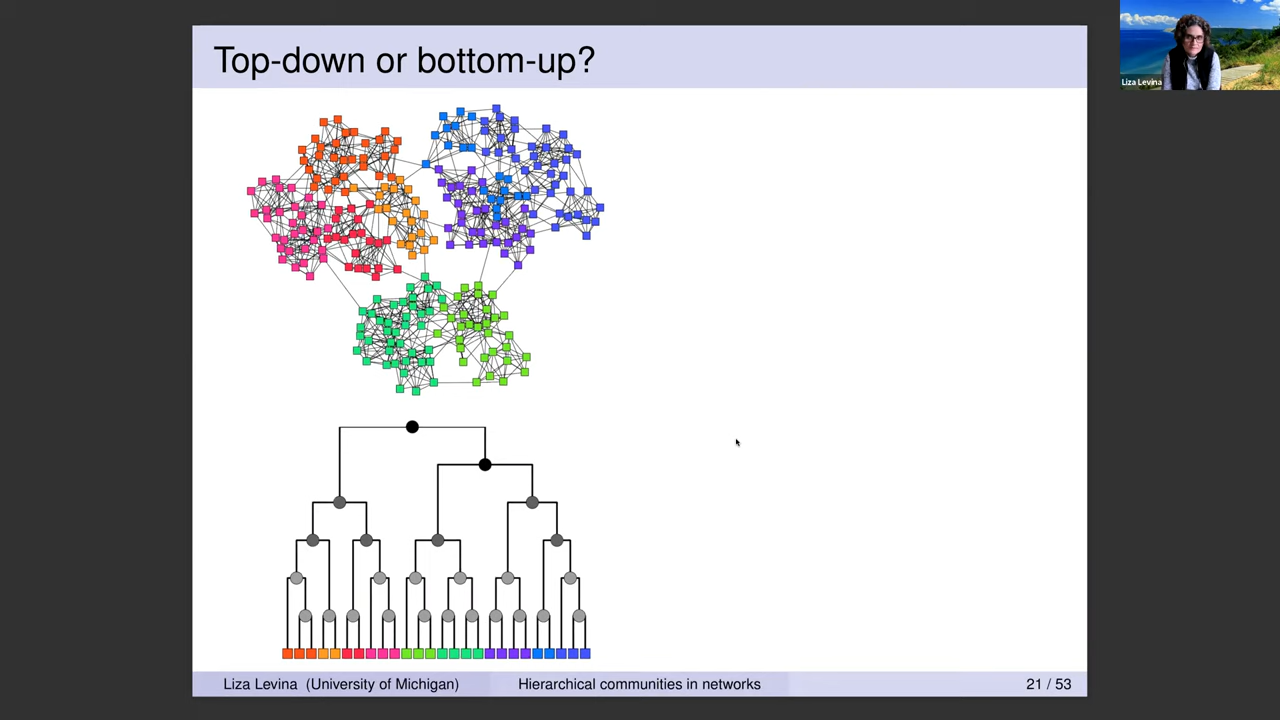 Top-down or bottom-up?
Liza Levina
Liza Levina (University of Michigan)
Hierarchical communities in networks
21 / 53